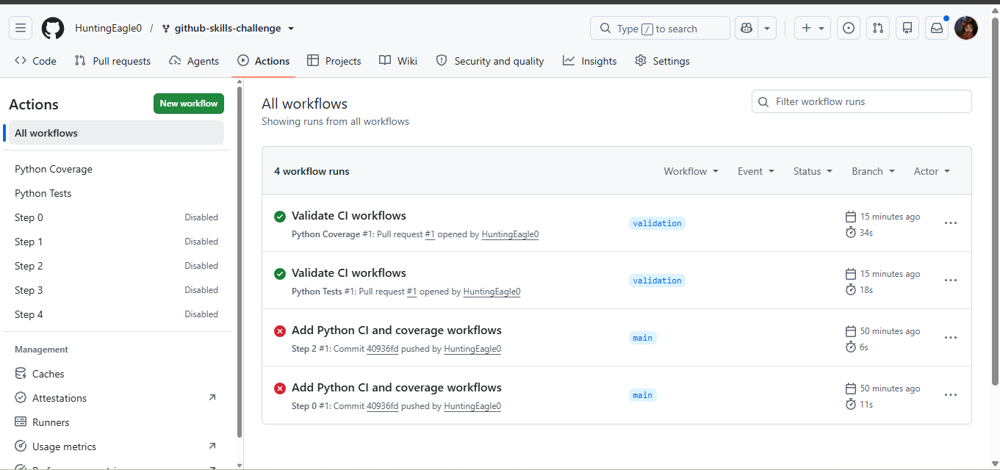 HuntingEagle0 / github-skills-challenge
Type / to search
Code Pull requests Agents Actions Projects Wiki Security and quality Insights Settings
Actions
New workflow
All workflows
Python Coverage
Python Tests
Step 0 Disabled
Step 1 Disabled
Step 2 Disabled
Step 3 Disabled
Step 4 Disabled
Management
Caches
Attestations
Runners
Usage metrics
All workflows
Showing runs from all workflows
Filter workflow runs
4 workflow runs
Workflow Event Status Branch Actor
Validate CI workflows
Python Coverage #1: Pull request #1 opened by HuntingEagle0
validation
15 minutes ago
34s
Validate CI workflows
Python Tests #1: Pull request #1 opened by HuntingEagle0
validation
15 minutes ago
18s
Add Python CI and coverage workflows
Step 2 #1: Commit 40936fd pushed by HuntingEagle0
main
50 minutes ago
6s
Add Python CI and coverage workflows
Step 0 #1: Commit 40936fd pushed by HuntingEagle0
main
50 minutes ago
11s